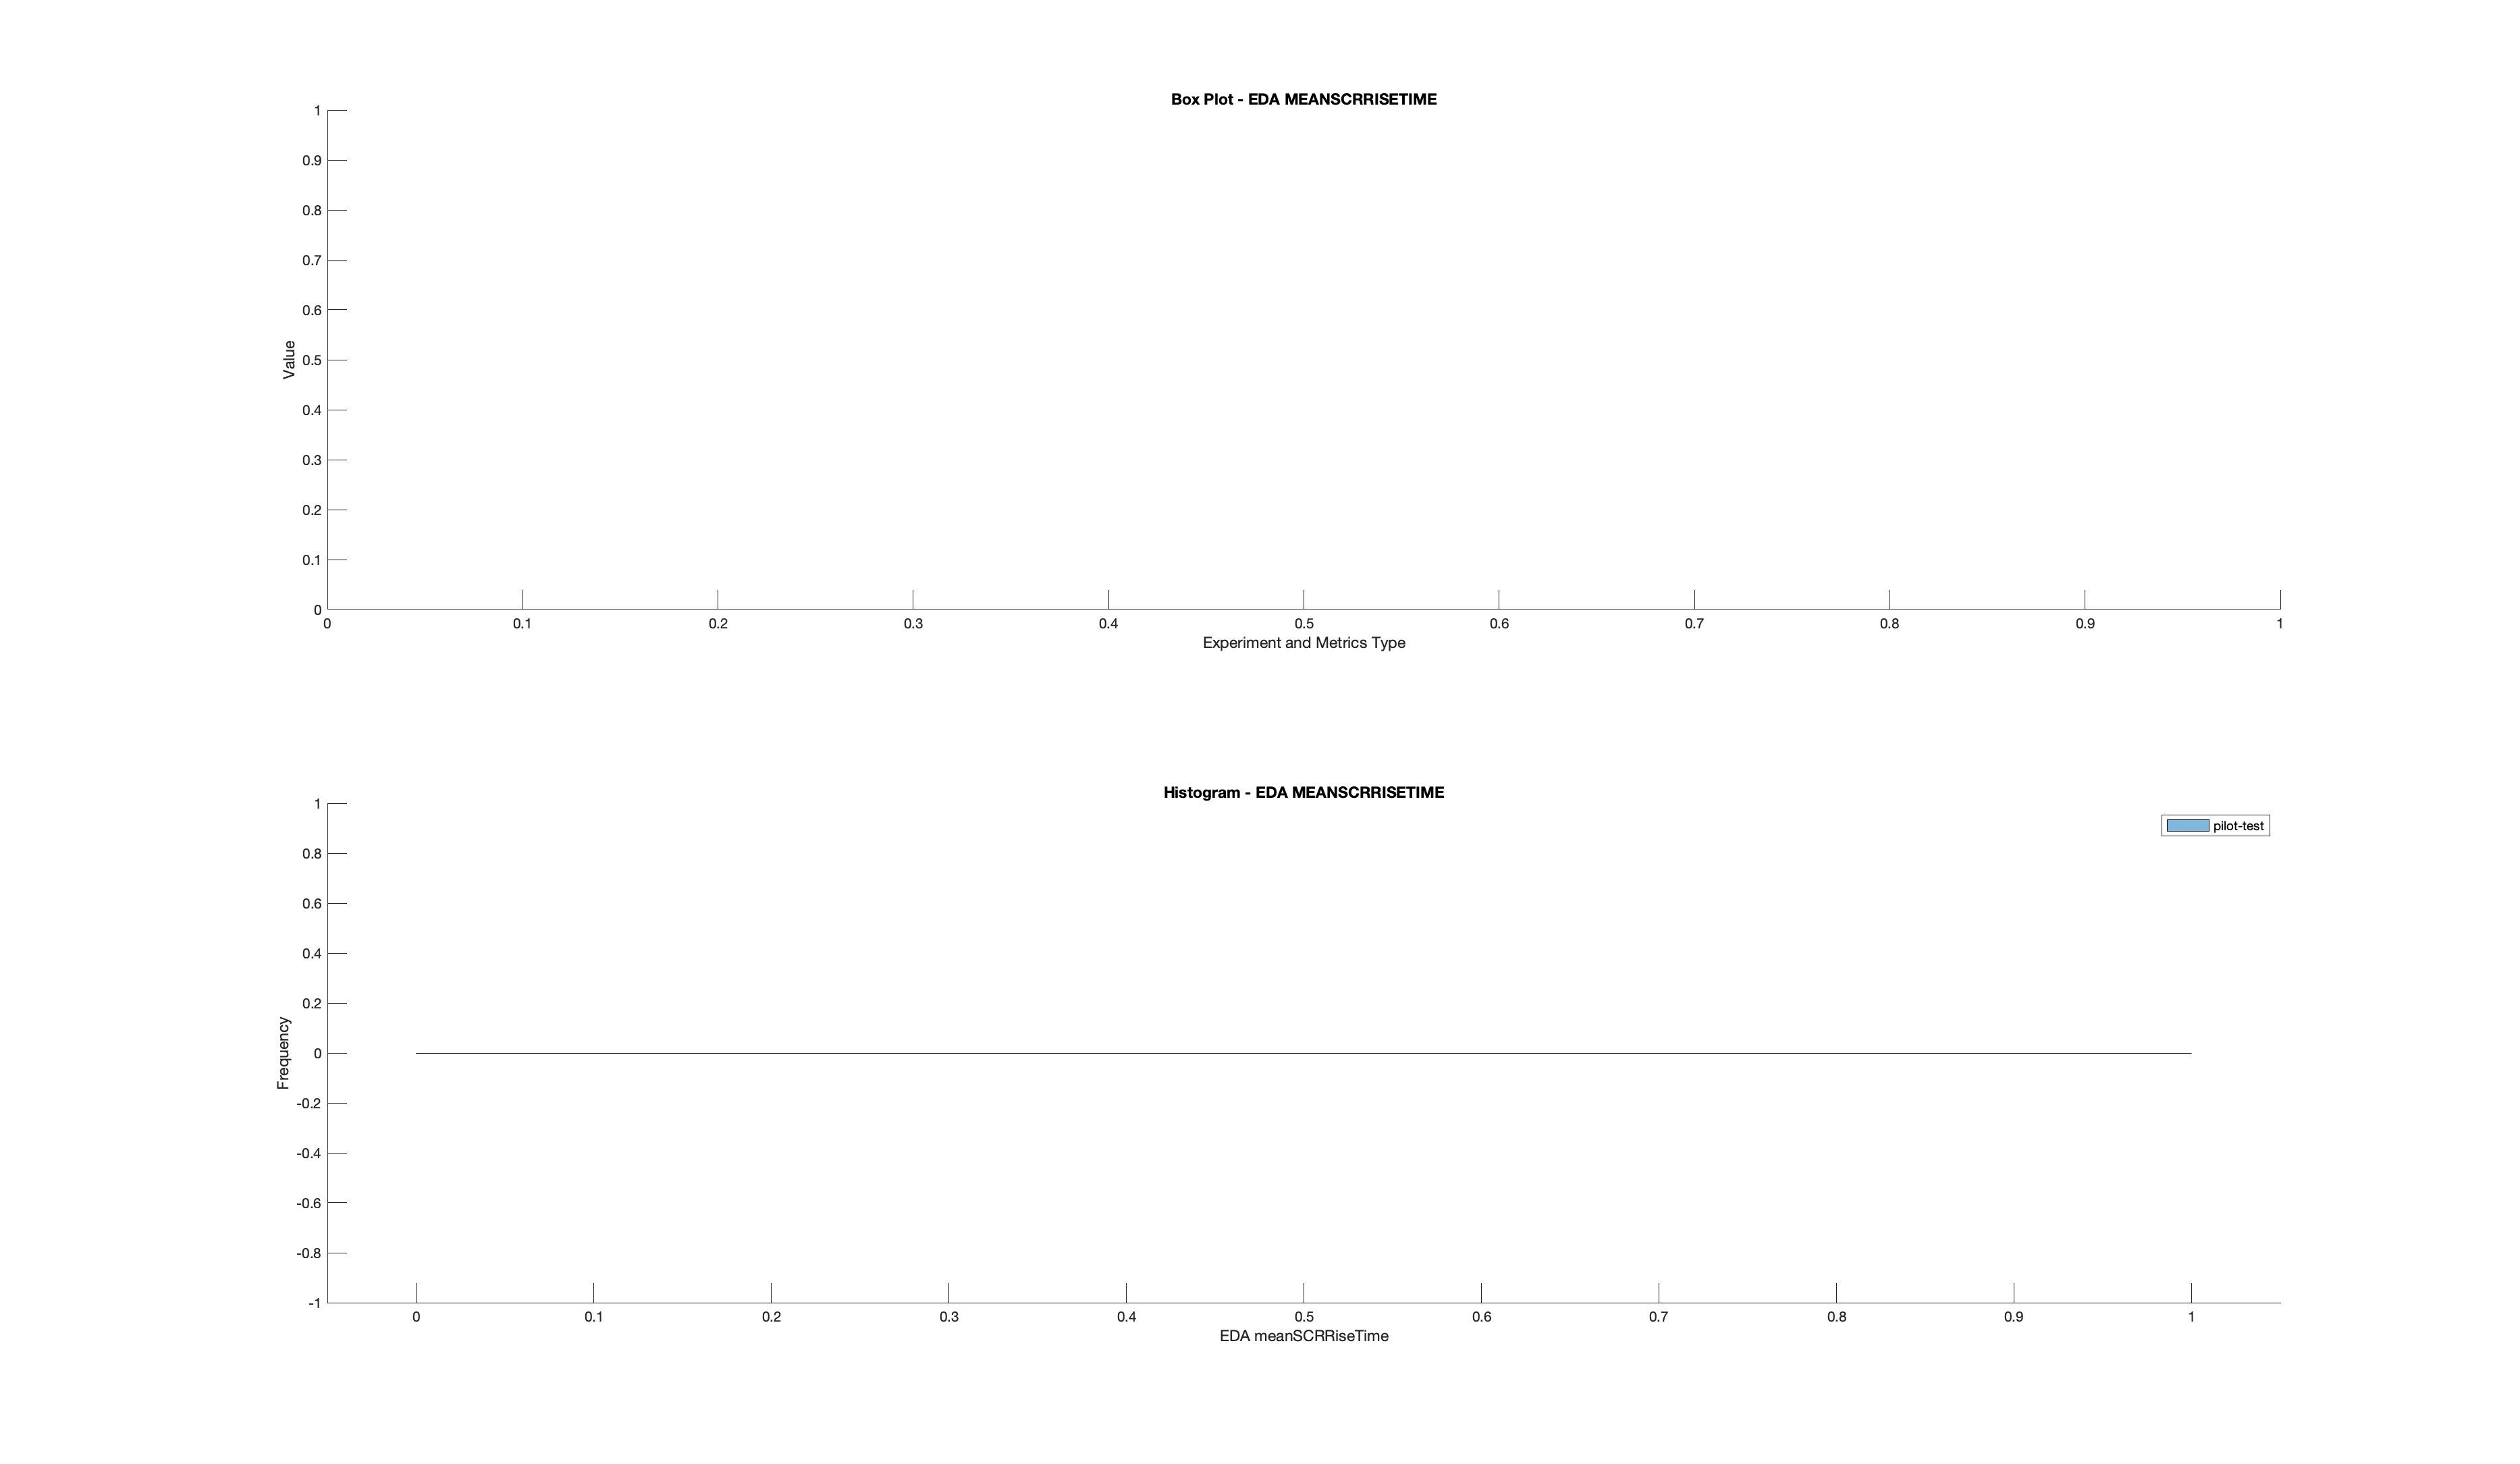 Box Plot - EDA MEANSCRRISETIME
1
0.9
0.8
0.7
0.6
0.5
0.4
0.3
0.2
0.1
0
Value
0 0.1 0.2 0.3 0.4 0.5 0.6 0.7 0.8 0.9 1
Experiment and Metrics Type
Histogram - EDA MEANSCRRISETIME
pilot-test
1
0.8
0.6
0.4
0.2
0
-0.2
-0.4
-0.6
-0.8
-1
Frequency
0 0.1 0.2 0.3 0.4 0.5 0.6 0.7 0.8 0.9 1
EDA meanSCRRiseTime